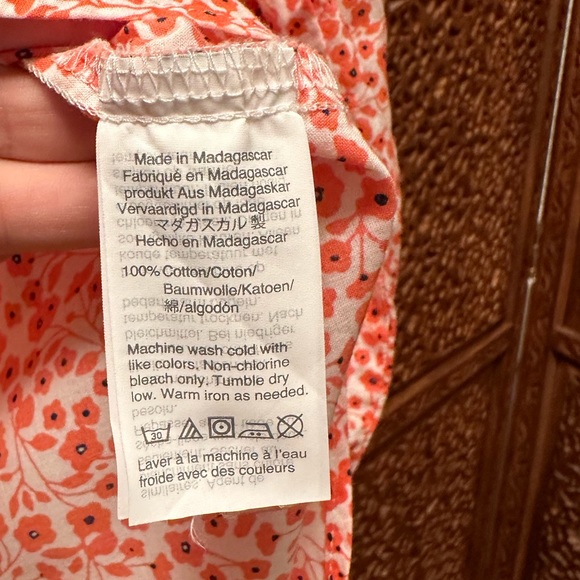 Made in Madagascar
Fabriqué en Madagascar
produkt Aus Madagaskar
Vervaardigd in Madagascar
マダガスカル 製
Hecho en Madagascar
100% Cotton/Coton/
Baumwolle/Katoen/
綿/algodón
Machine wash cold with
like colors. Non-chlorine
bleach only. Tumble dry
low. Warm iron as needed.
30
Laver à la machine à l'eau
froide avec des couleurs